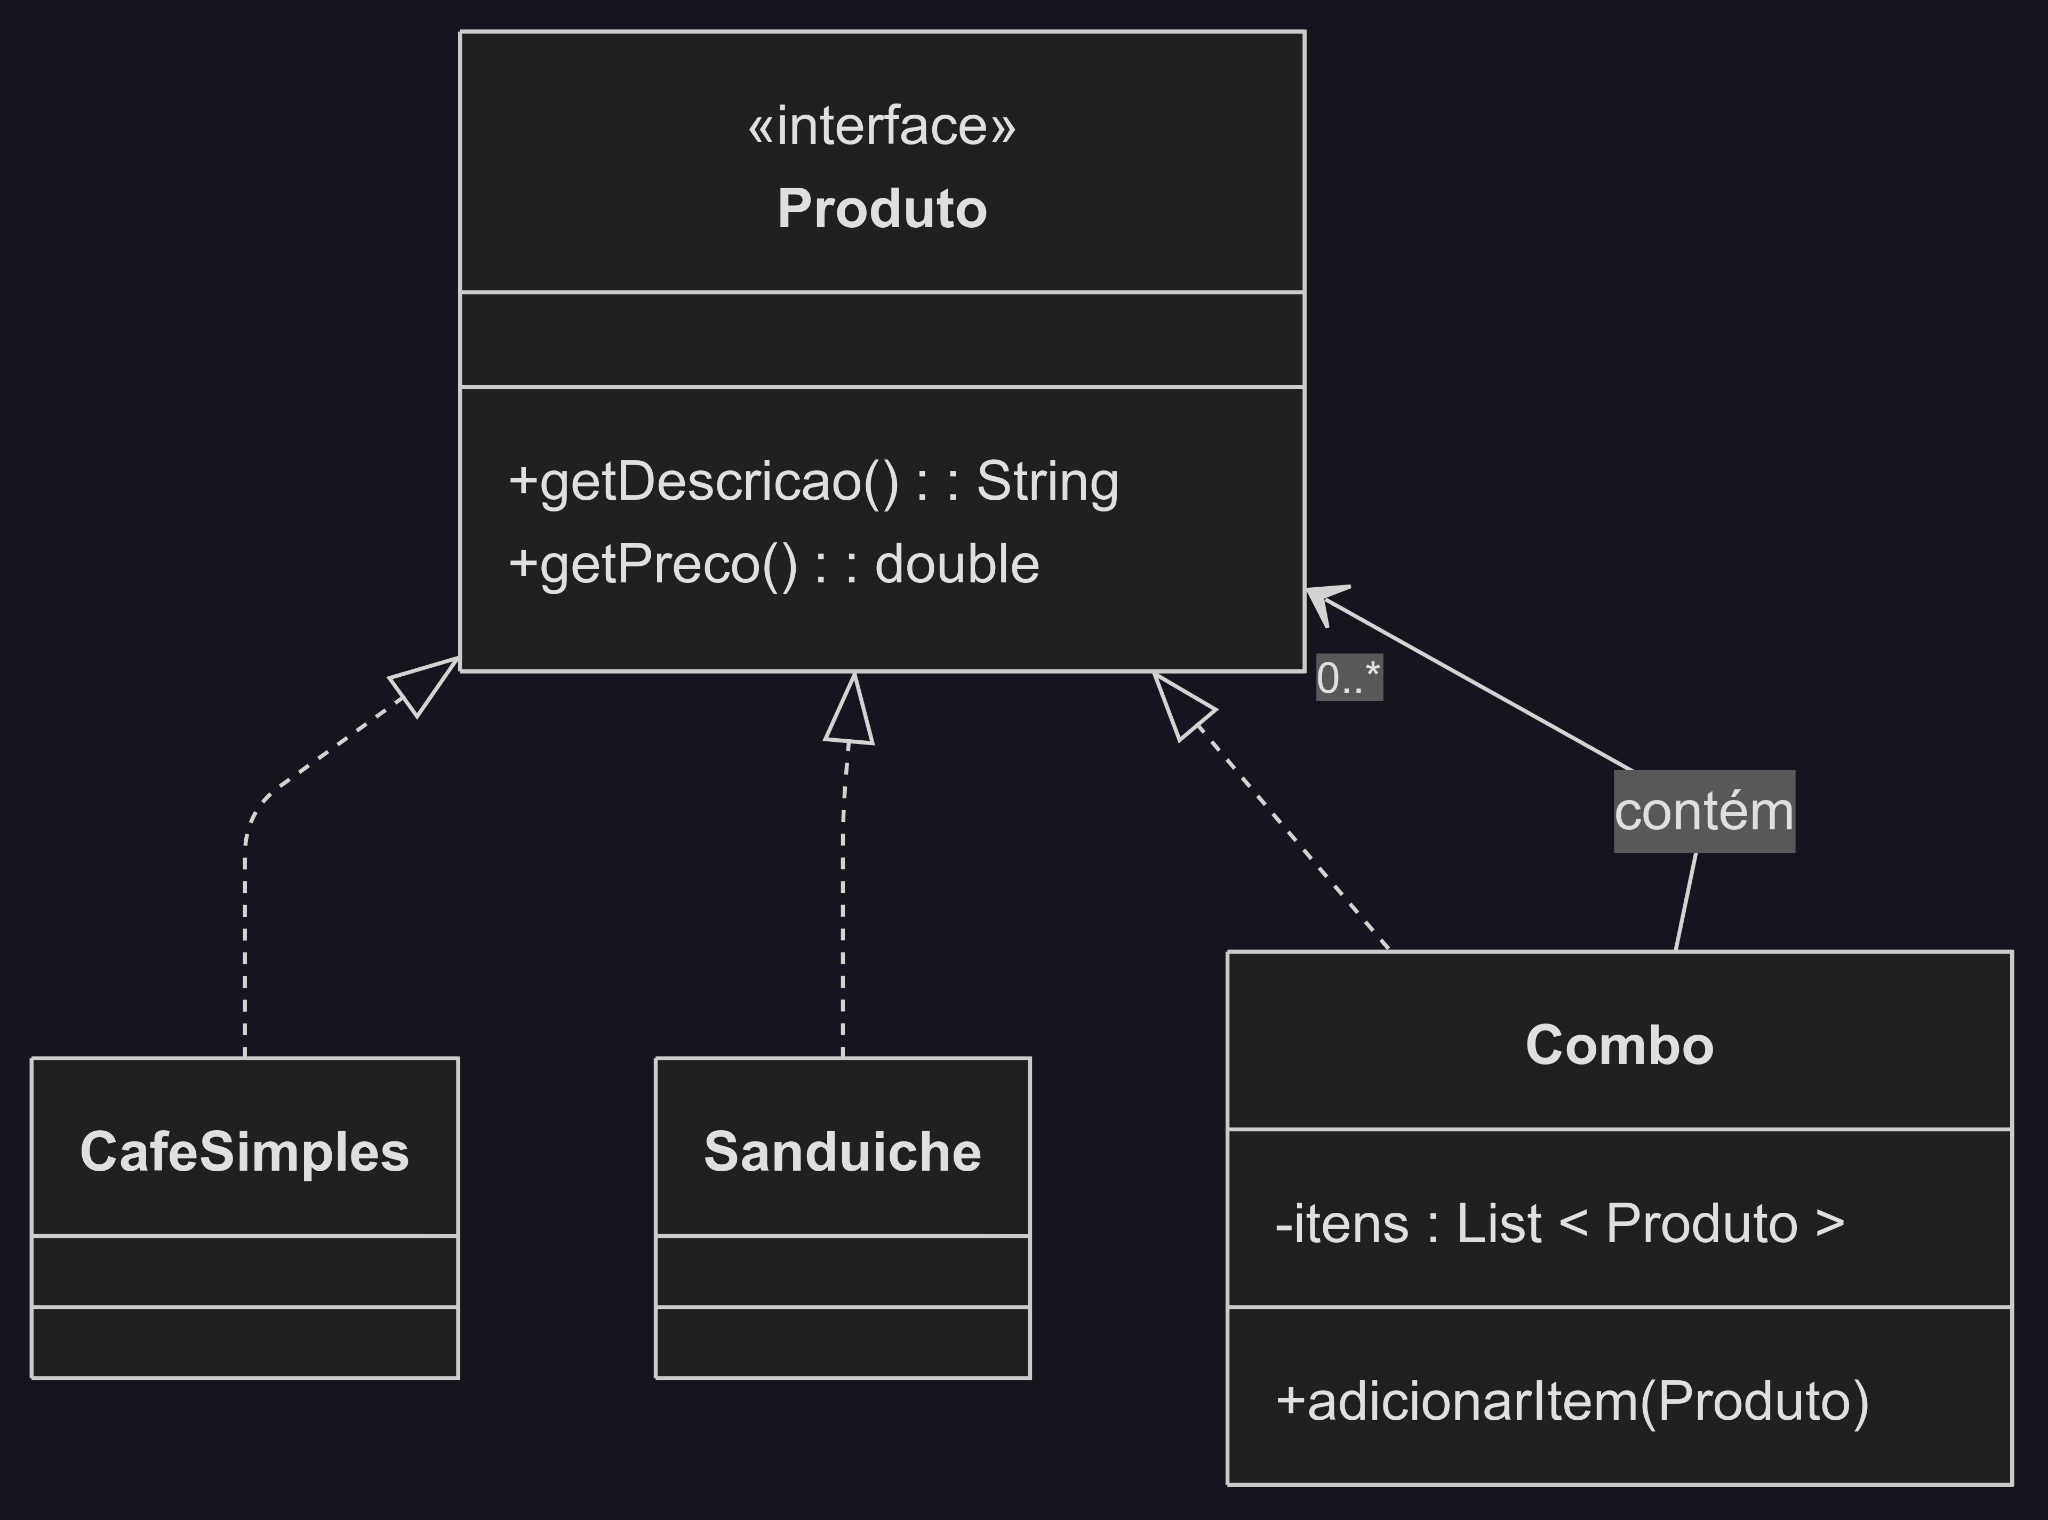 «interface»
Produto
+getDescricao() : : String
+getPreco() : : double
0..*
contém
CafeSimples
Sanduiche
Combo
-itens : List < Produto >
+adicionarItem(Produto)